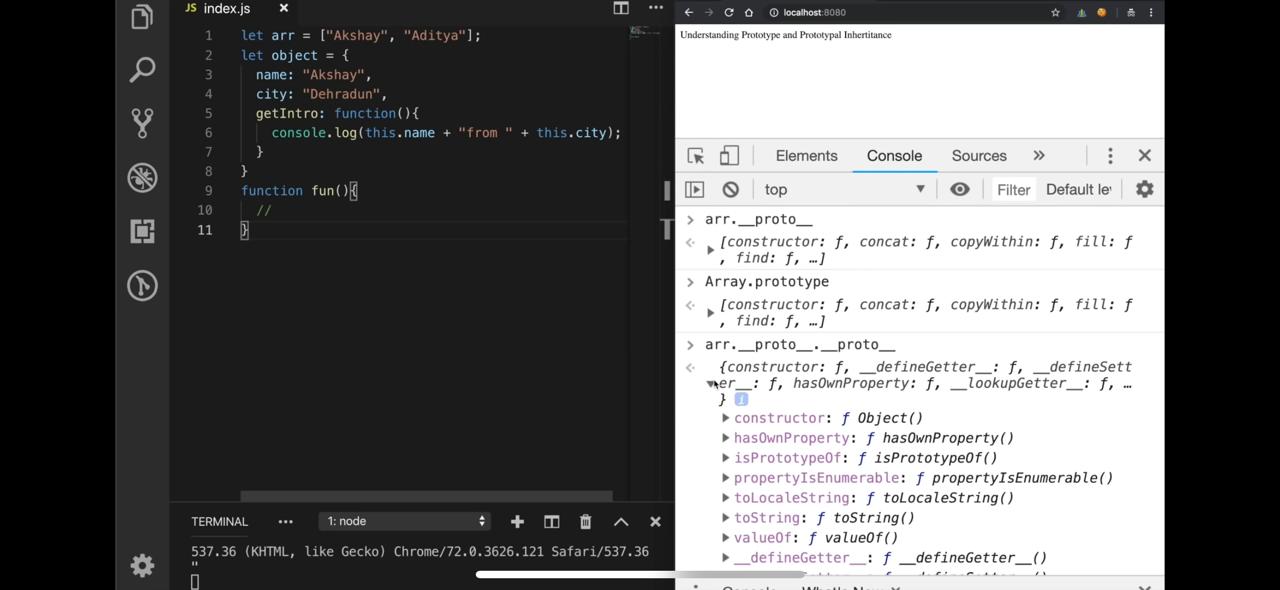 JS index.js ×
1 let arr = ["Akshay", "Aditya"];
2 let object = {
3 name: "Akshay",
4 city: "Dehradun",
5 getIntro: function(){
6 console.log(this.name + "from " + this.city);
7 }
8 }
9 function fun(){
10 //
11 }
TERMINAL ••• 1: node
537.36 (KHTML, like Gecko) Chrome/72.0.3626.121 Safari/537.36
"
localhost:8080
Understanding Prototype and Prototypal Inhertitance
Elements Console Sources »
top Filter Default le
> arr.__proto__
[constructor: ƒ, concat: ƒ, copyWithin: ƒ, fill: ƒ
, find: ƒ, …]
> Array.prototype
[constructor: ƒ, concat: ƒ, copyWithin: ƒ, fill: ƒ
, find: ƒ, …]
> arr.__proto__.__proto__
{constructor: ƒ, __defineGetter__: ƒ, __defineSett
er__: ƒ, hasOwnProperty: ƒ, __lookupGetter__: ƒ, …
} i
constructor: ƒ Object()
hasOwnProperty: ƒ hasOwnProperty()
isPrototypeOf: ƒ isPrototypeOf()
propertyIsEnumerable: ƒ propertyIsEnumerable()
toLocaleString: ƒ toLocaleString()
toString: ƒ toString()
valueOf: ƒ valueOf()
__defineGetter__: ƒ __defineGetter__()